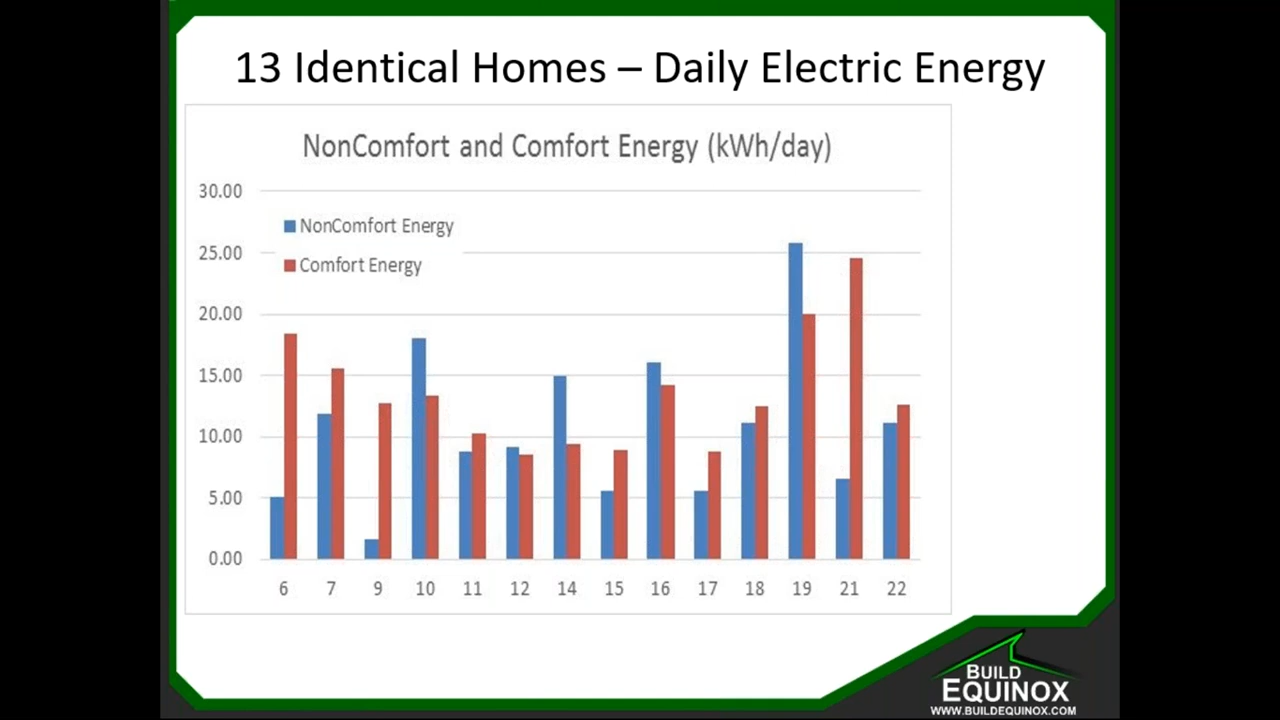 13 Identical Homes – Daily Electric Energy
NonComfort and Comfort Energy (kWh/day)
30.00
NonComfort Energy
25.00
Comfort Energy
20.00
15.00
10.00
5.00
0.00
6 7 9 10 11 12 14 15 16 17 18 19 21 22
BUILD
EQUINOX
WWW.BUILDEQUINOX.COM